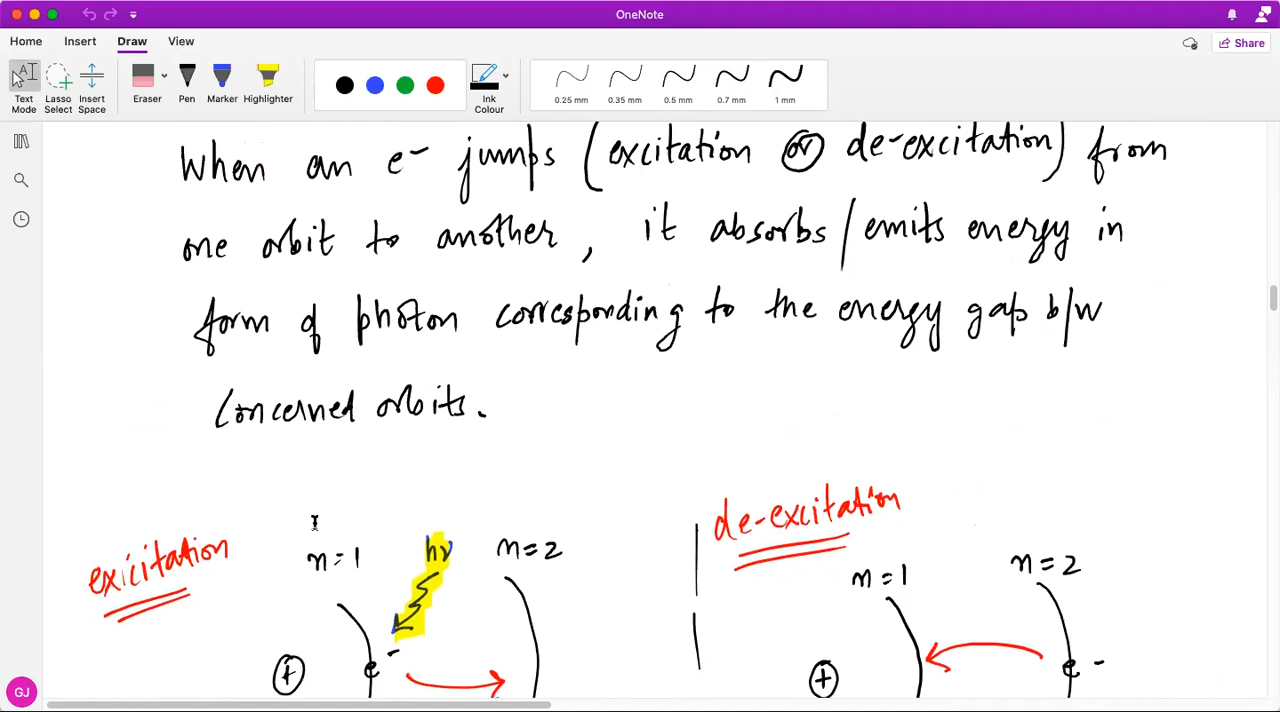 OneNote
Home Insert Draw View
Share
Text Mode
Lasso Select
Insert Space
Eraser
Pen
Marker
Highlighter
Ink Colour
0.25 mm 0.35 mm 0.5 mm 0.7 mm 1 mm
When an e- jumps (excitation or de-excitation) from
one orbit to another, it absorbs/emits energy in
form of photon corresponding to the energy gap b/w
concerned orbits.
exicitation
n=1 hν n=2
+ e-
de-excitation
n=1 n=2
+ e-
GJ